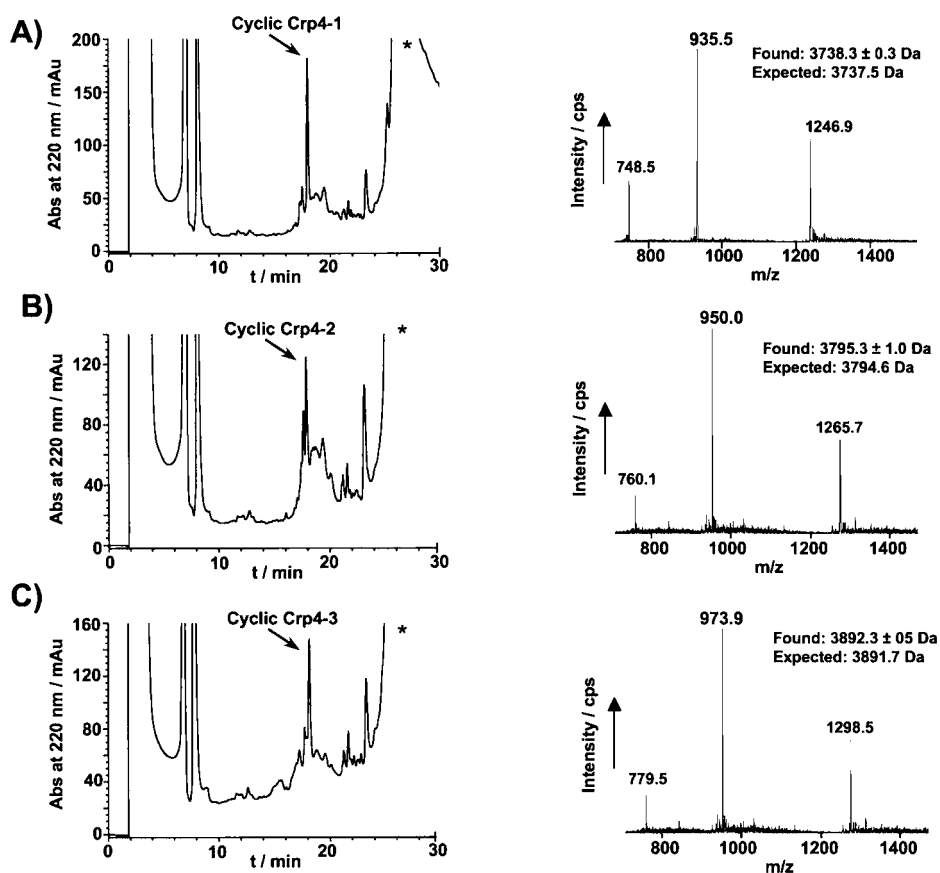 A)
Cyclic Crp4-1
*
Abs at 220 nm / mAu
200
150
100
50
0
0 10 20 30
t / min
935.5
Found: 3738.3 ± 0.3 Da
Expected: 3737.5 Da
1246.9
748.5
Intensity / cps
800 1000 1200 1400
m/z
B)
Cyclic Crp4-2
*
Abs at 220 nm / mAu
120
80
40
0
0 10 20 30
t / min
950.0
Found: 3795.3 ± 1.0 Da
Expected: 3794.6 Da
1265.7
760.1
Intensity / cps
800 1000 1200 1400
m/z
C)
Cyclic Crp4-3
*
Abs at 220 nm / mAu
160
120
80
40
0
0 10 20 30
t / min
973.9
Found: 3892.3 ± 05 Da
Expected: 3891.7 Da
1298.5
779.5
Intensity / cps
800 1000 1200 1400
m/z